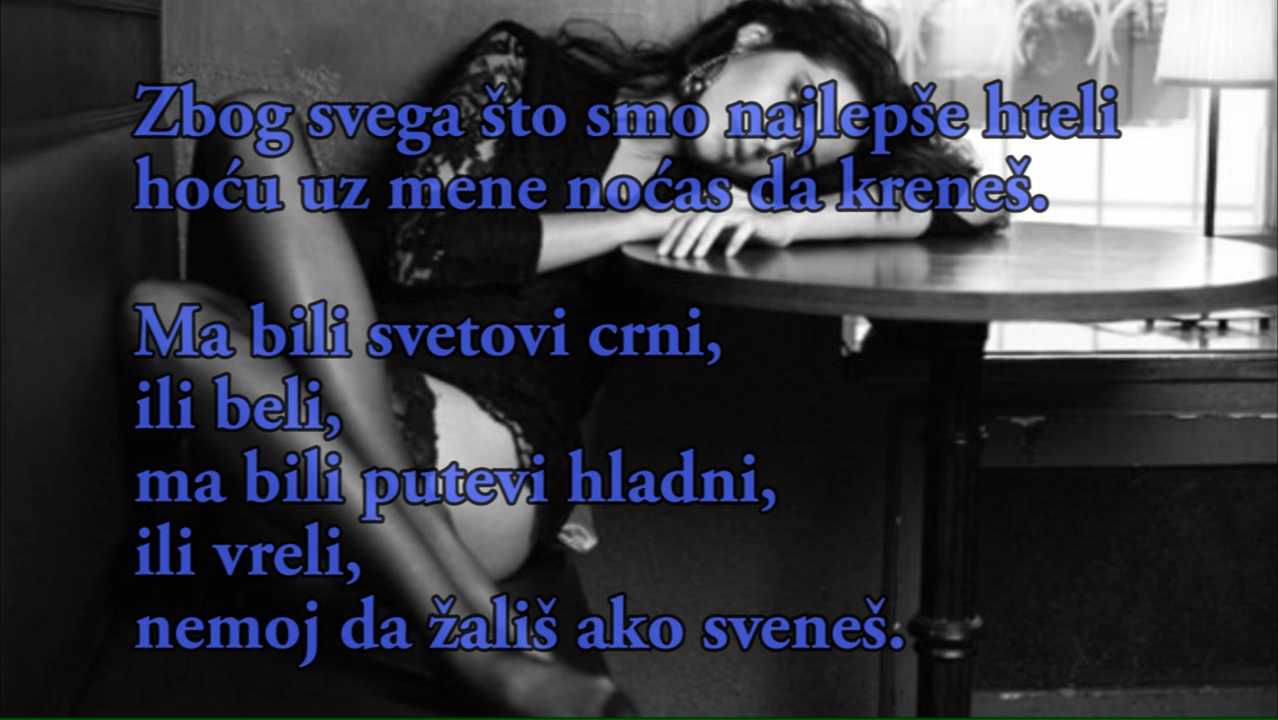 Zbog svega što smo najlepše hteli
hoću uz mene noćas da kreneš.
Ma bili svetovi crni,
ili beli,
ma bili putevi hladni,
ili vreli,
nemoj da žališ ako sveneš.